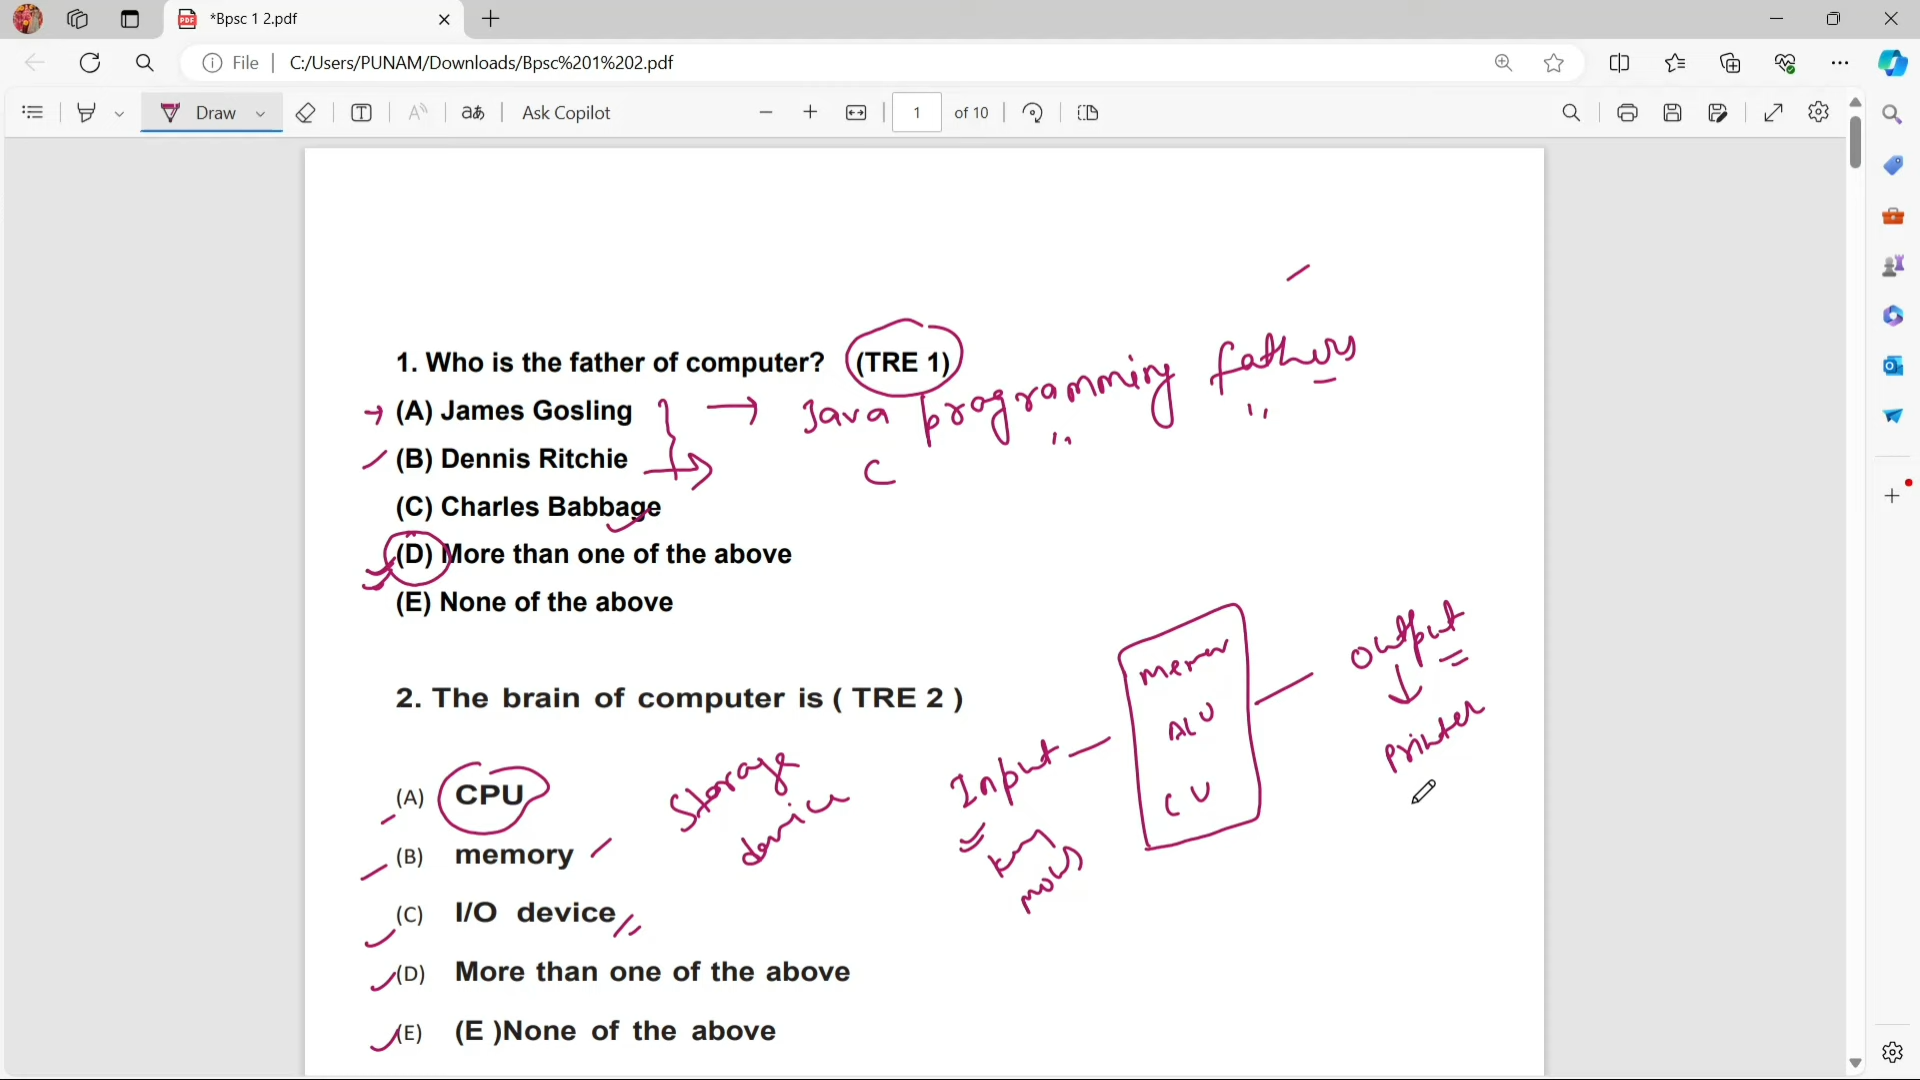 *Bpsc 1 2.pdf
File
C:/Users/PUNAM/Downloads/Bpsc%201%202.pdf
Draw
T
aあ
Ask Copilot
1
of 10
1. Who is the father of computer? (TRE 1)
(A) James Gosling
Java programming fathers
(B) Dennis Ritchie
C " "
(C) Charles Babbage
(D) More than one of the above
(E) None of the above
2. The brain of computer is ( TRE 2 )
(A) CPU
(B) memory
(C) I/O device
(D) More than one of the above
(E) (E )None of the above
Storage
device
Input
ALU
CU
output
printer